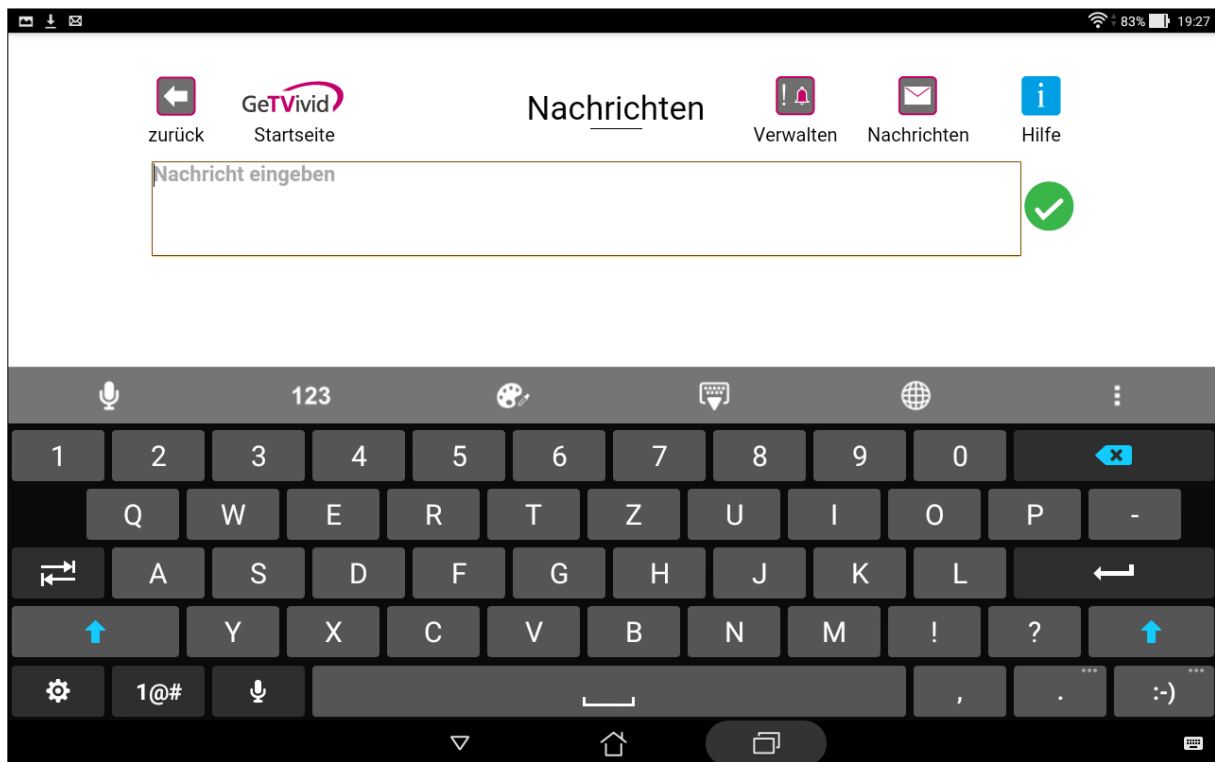 83% 19:27
GeTVivid
Nachrichten
zurück Startseite Verwalten Nachrichten Hilfe
Nachricht eingeben
123
1 2 3 4 5 6 7 8 9 0
Q W E R T Z U I O P -
A S D F G H J K L
Y X C V B N M ! ?
1@# , . :-)